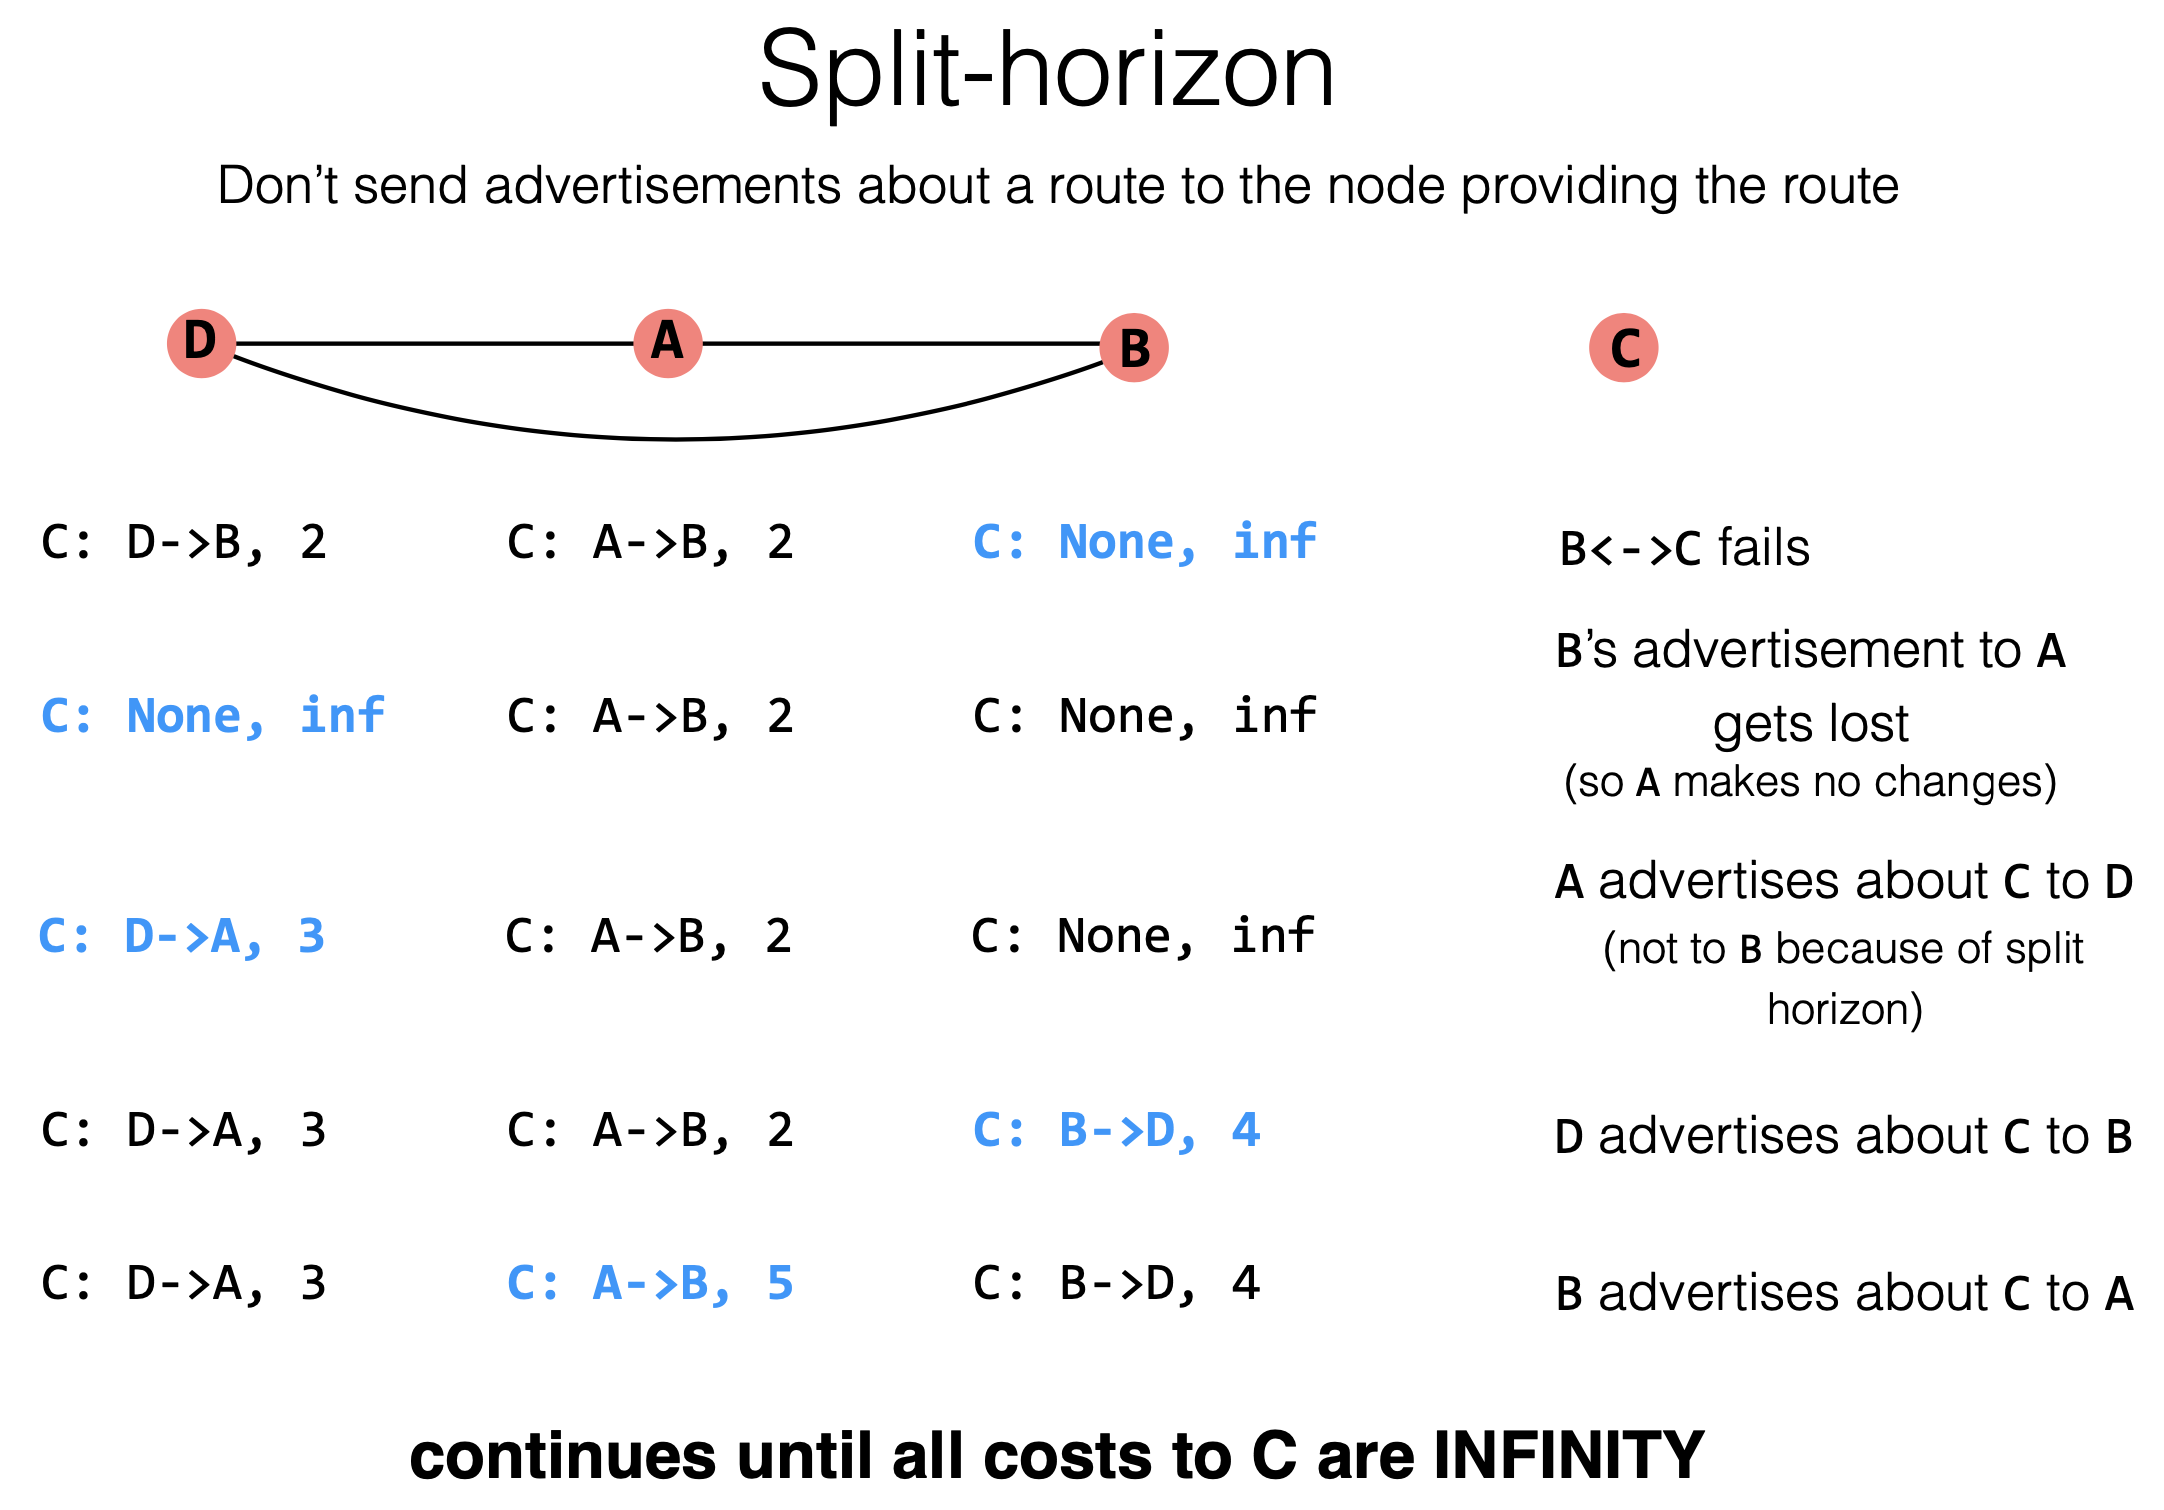 Split-horizon
Don’t send advertisements about a route to the node providing the route
D A B C
C: D->B, 2 C: A->B, 2 C: None, inf B<->C fails
B’s advertisement to A
C: None, inf C: A->B, 2 C: None, inf gets lost
(so A makes no changes)
A advertises about C to D
C: D->A, 3 C: A->B, 2 C: None, inf (not to B because of split
horizon)
C: D->A, 3 C: A->B, 2 C: B->D, 4 D advertises about C to B
C: D->A, 3 C: A->B, 5 C: B->D, 4 B advertises about C to A
continues until all costs to C are INFINITY